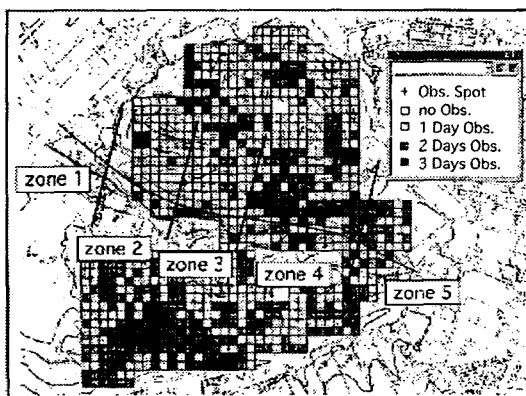 + Obs. Spot
no Obs.
1 Day Obs.
2 Days Obs.
3 Days Obs.
zone 1
zone 2
zone 3
zone 4
zone 5